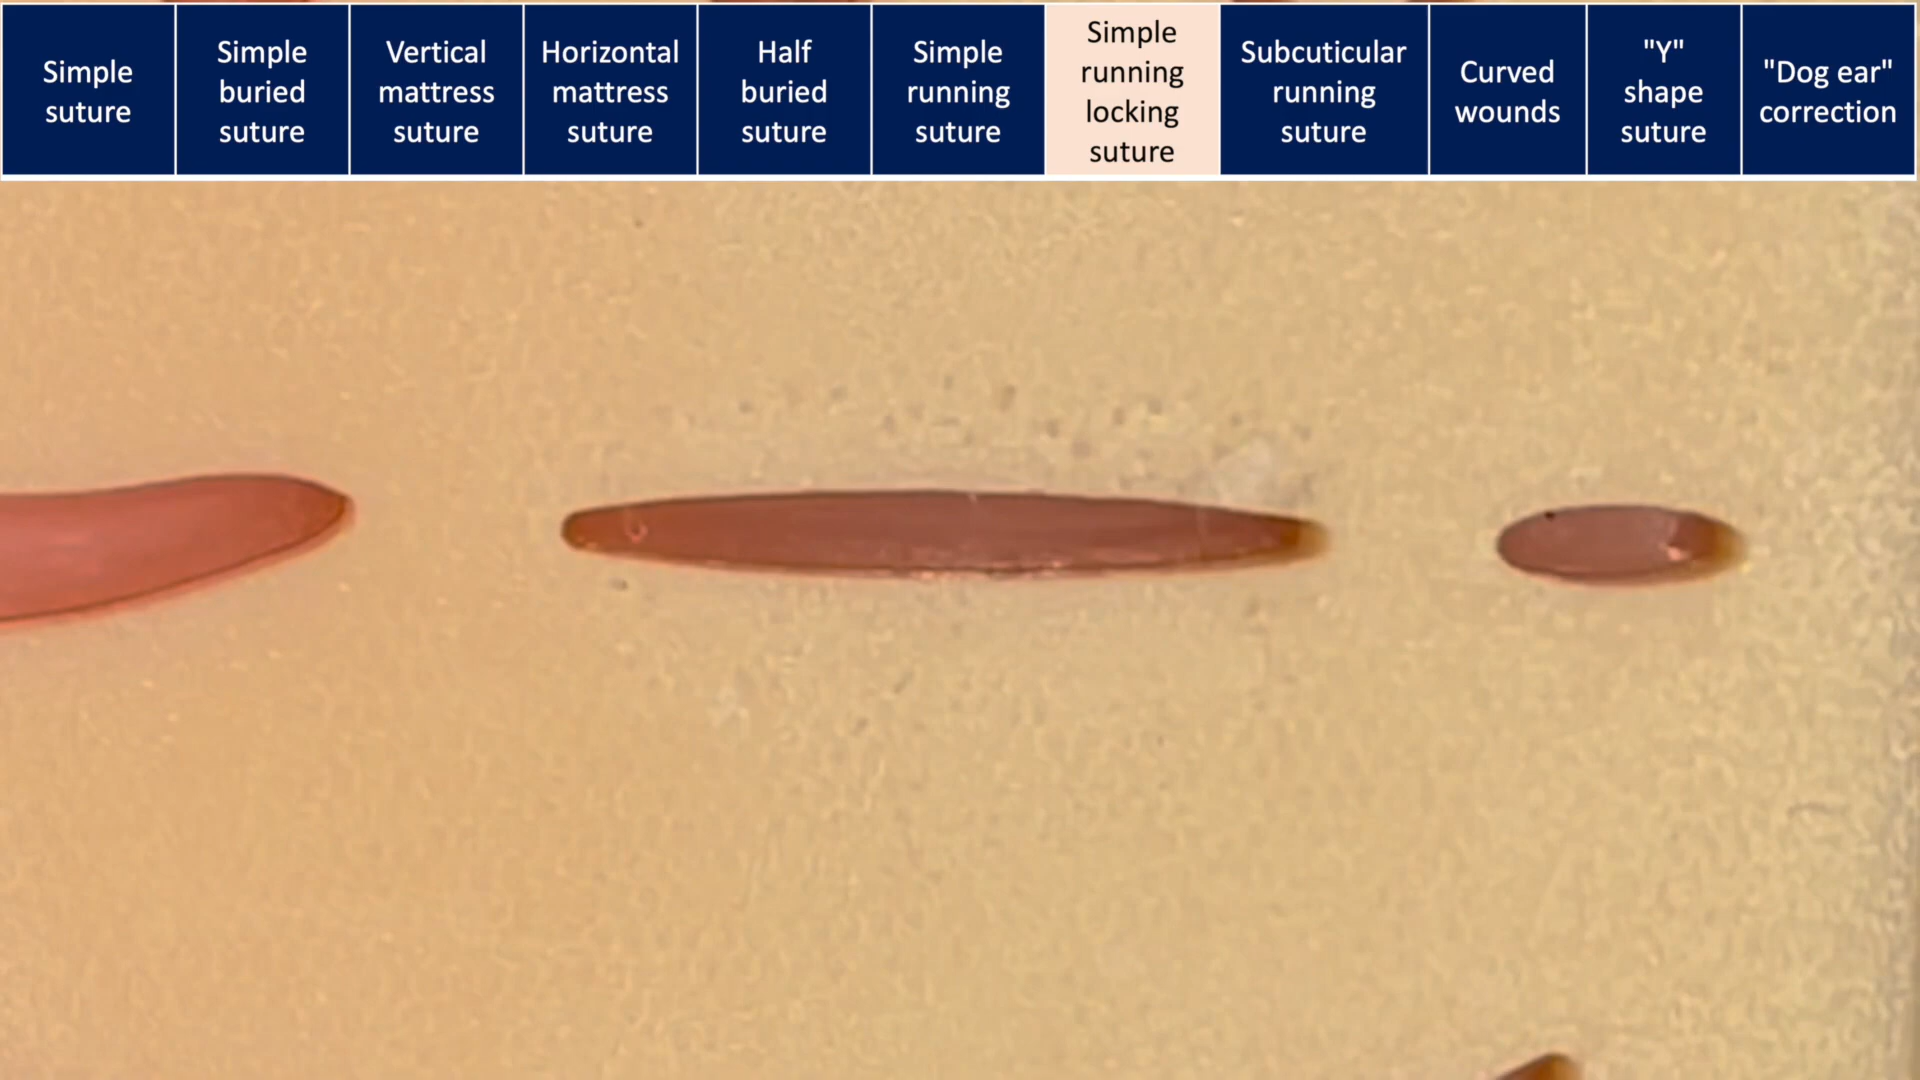 Simple
suture
Simple
buried
suture
Vertical
mattress
suture
Horizontal
mattress
suture
Half
buried
suture
Simple
running
suture
Simple
running
locking
suture
Subcuticular
running
suture
Curved
wounds
"Y"
shape
suture
"Dog ear"
correction